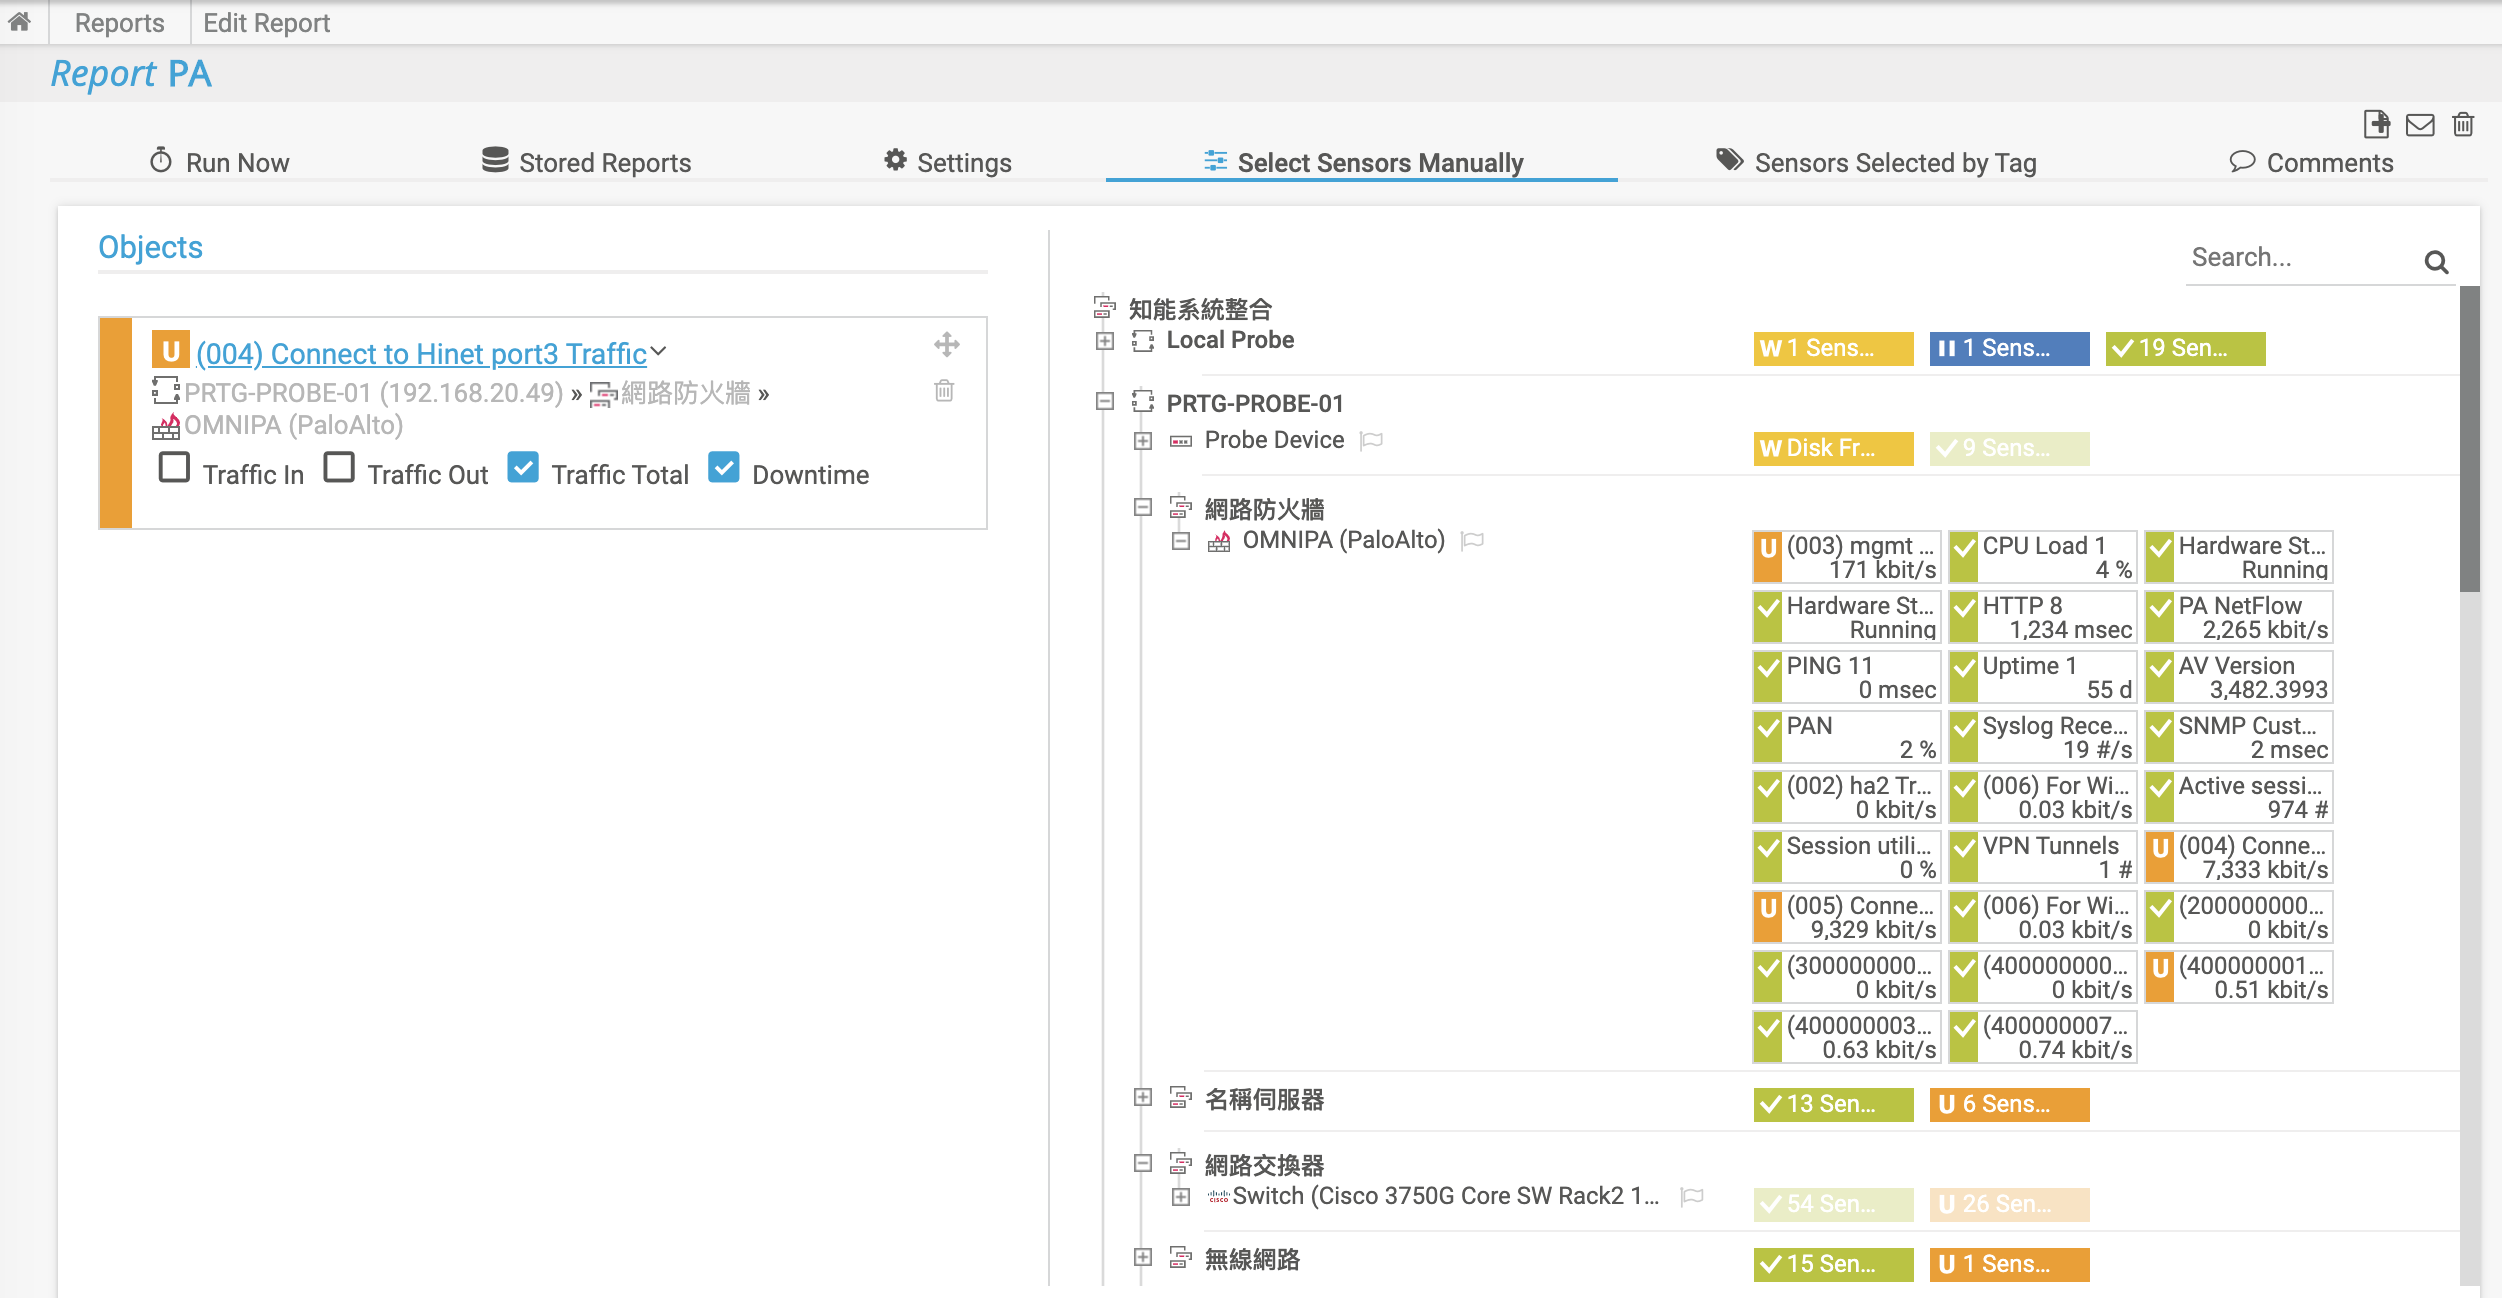 Reports
Edit Report
Report PA
Run Now
Stored Reports
Settings
Select Sensors Manually
Sensors Selected by Tag
Comments
Objects
U (004) Connect to Hinet port3 Traffic
PRTG-PROBE-01 (192.168.20.49) » 網路防火牆 »
OMNIPA (PaloAlto)
Traffic In Traffic Out Traffic Total Downtime
Search...
知能系統整合
Local Probe
W 1 Sens...
1 Sens...
19 Sen...
PRTG-PROBE-01
Probe Device
W Disk Fr...
9 Sens...
網路防火牆
OMNIPA (PaloAlto)
U (003) mgmt ...
171 kbit/s
CPU Load 1
4 %
Hardware St...
Running
Hardware St...
Running
HTTP 8
1,234 msec
PA NetFlow
2,265 kbit/s
PING 11
0 msec
Uptime 1
55 d
AV Version
3,482.3993
PAN
2 %
Syslog Rece...
19 #/s
SNMP Cust...
2 msec
(002) ha2 Tr...
0 kbit/s
(006) For Wi...
0.03 kbit/s
Active sessi...
974 #
Session utili...
0 %
VPN Tunnels
1 #
U (004) Conne...
7,333 kbit/s
U (005) Conne...
9,329 kbit/s
(006) For Wi...
0.03 kbit/s
(200000000...
0 kbit/s
(300000000...
0 kbit/s
(400000000...
0 kbit/s
U (400000001...
0.51 kbit/s
(400000003...
0.63 kbit/s
(400000007...
0.74 kbit/s
名稱伺服器
13 Sen...
U 6 Sens...
網路交換器
CISCO Switch (Cisco 3750G Core SW Rack2 1...
54 Sen...
U 26 Sen...
無線網路
15 Sen...
U 1 Sens...